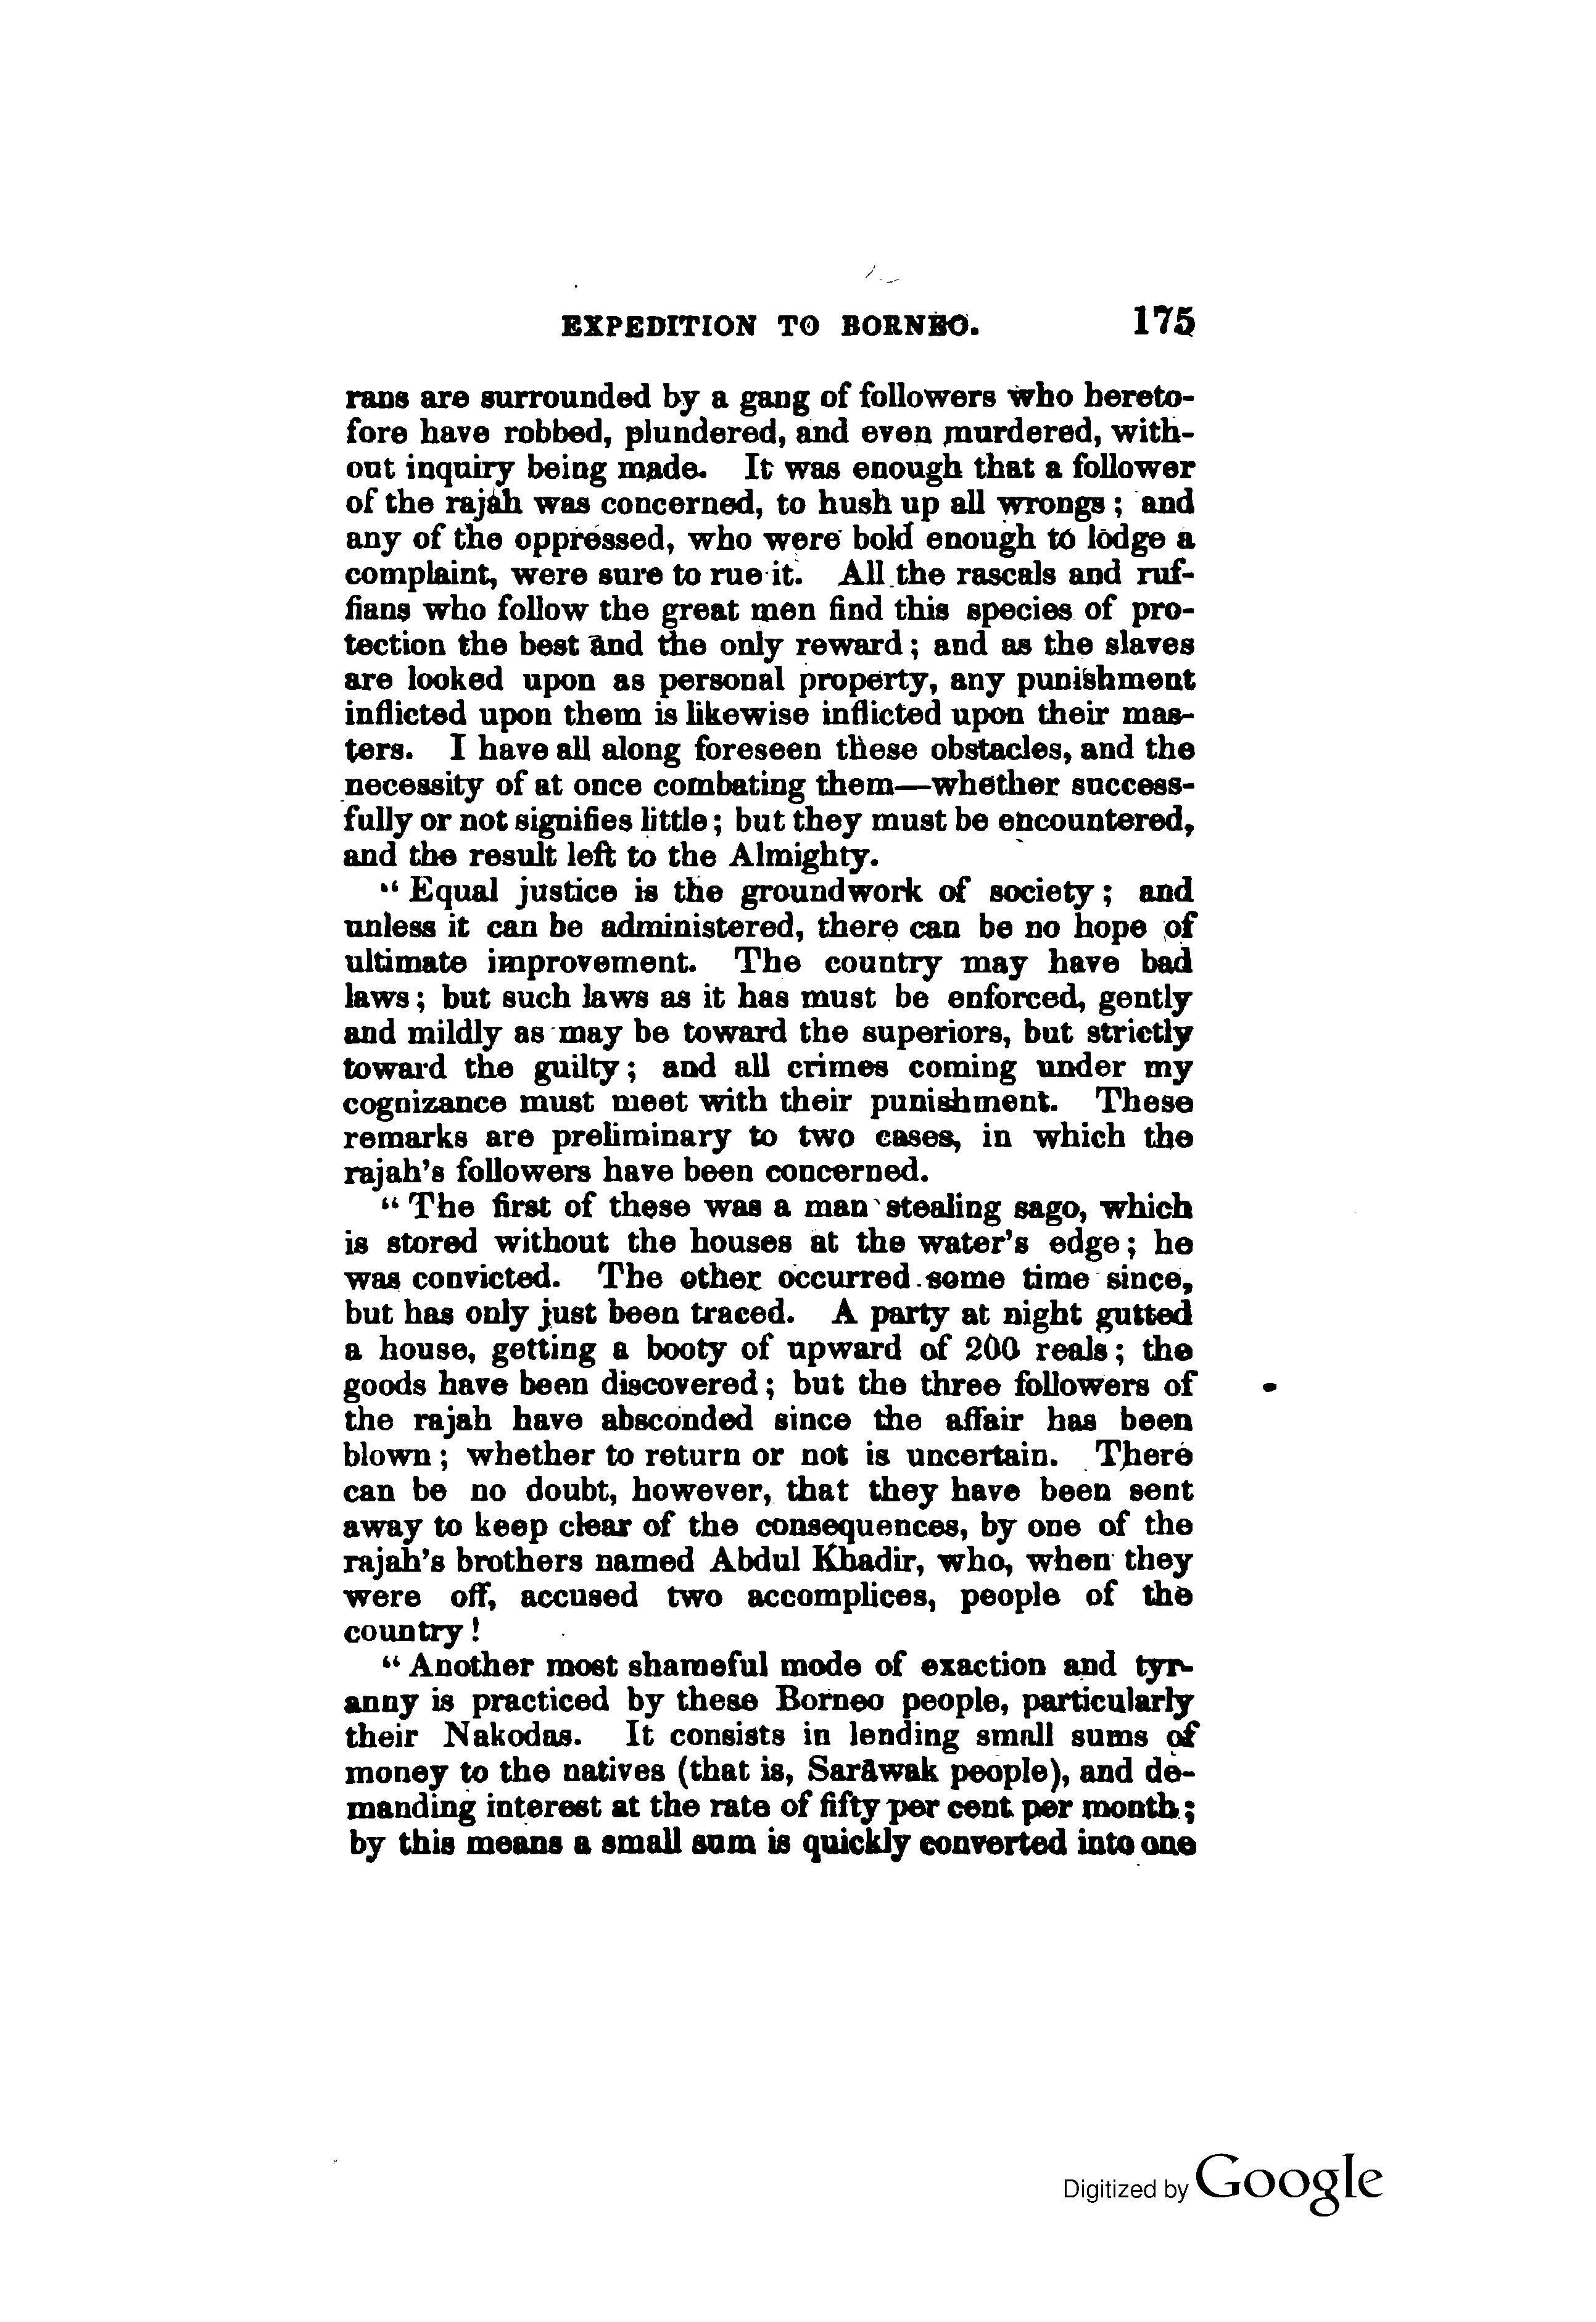 EXPEDITION TO BORNEO. 175
rans are surrounded by a gang of followers who hereto-
fore have robbed, plundered, and even murdered, with-
out inquiry being made. It was enough that a follower
of the rajah was concerned, to hush up all wrongs; and
any of the oppressed, who were bold enough to lodge a
complaint, were sure to rue it. All the rascals and ruf-
fians who follow the great men find this species of pro-
tection the best and the only reward; and as the slaves
are looked upon as personal property, any punishment
inflicted upon them is likewise inflicted upon their mas-
ters. I have all along foreseen these obstacles, and the
necessity of at once combating them—whether success-
fully or not signifies little; but they must be encountered,
and the result left to the Almighty.
"Equal justice is the groundwork of society; and
unless it can be administered, there can be no hope of
ultimate improvement. The country may have bad
laws; but such laws as it has must be enforced, gently
and mildly as may be toward the superiors, but strictly
toward the guilty; and all crimes coming under my
cognizance must meet with their punishment. These
remarks are preliminary to two cases, in which the
rajah's followers have been concerned.
"The first of these was a man stealing sago, which
is stored without the houses at the water's edge; he
was convicted. The other occurred some time since,
but has only just been traced. A party at night gutted
a house, getting a booty of upward of 200 reals; the
goods have been discovered; but the three followers of
the rajah have absconded since the affair has been
blown; whether to return or not is uncertain. There
can be no doubt, however, that they have been sent
away to keep clear of the consequences, by one of the
rajah's brothers named Abdul Khadir, who, when they
were off, accused two accomplices, people of the
country!
"Another most shameful mode of exaction and tyr-
anny is practiced by these Borneo people, particularly
their Nakodas. It consists in lending small sums of
money to the natives (that is, Sarāwak people), and de-
manding interest at the rate of fifty per cent per month;
by this means a small sum is quickly converted into one
Digitized by Google